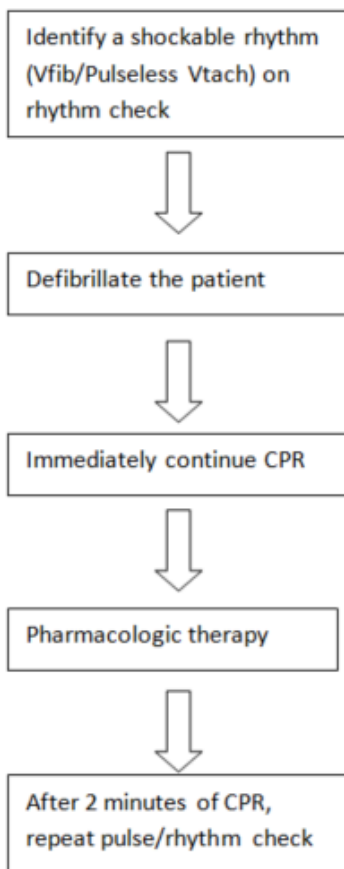 Identify a shockable rhythm
(Vfib/Pulseless Vtach) on
rhythm check
Defibrillate the patient
Immediately continue CPR
Pharmacologic therapy
After 2 minutes of CPR,
repeat pulse/rhythm check